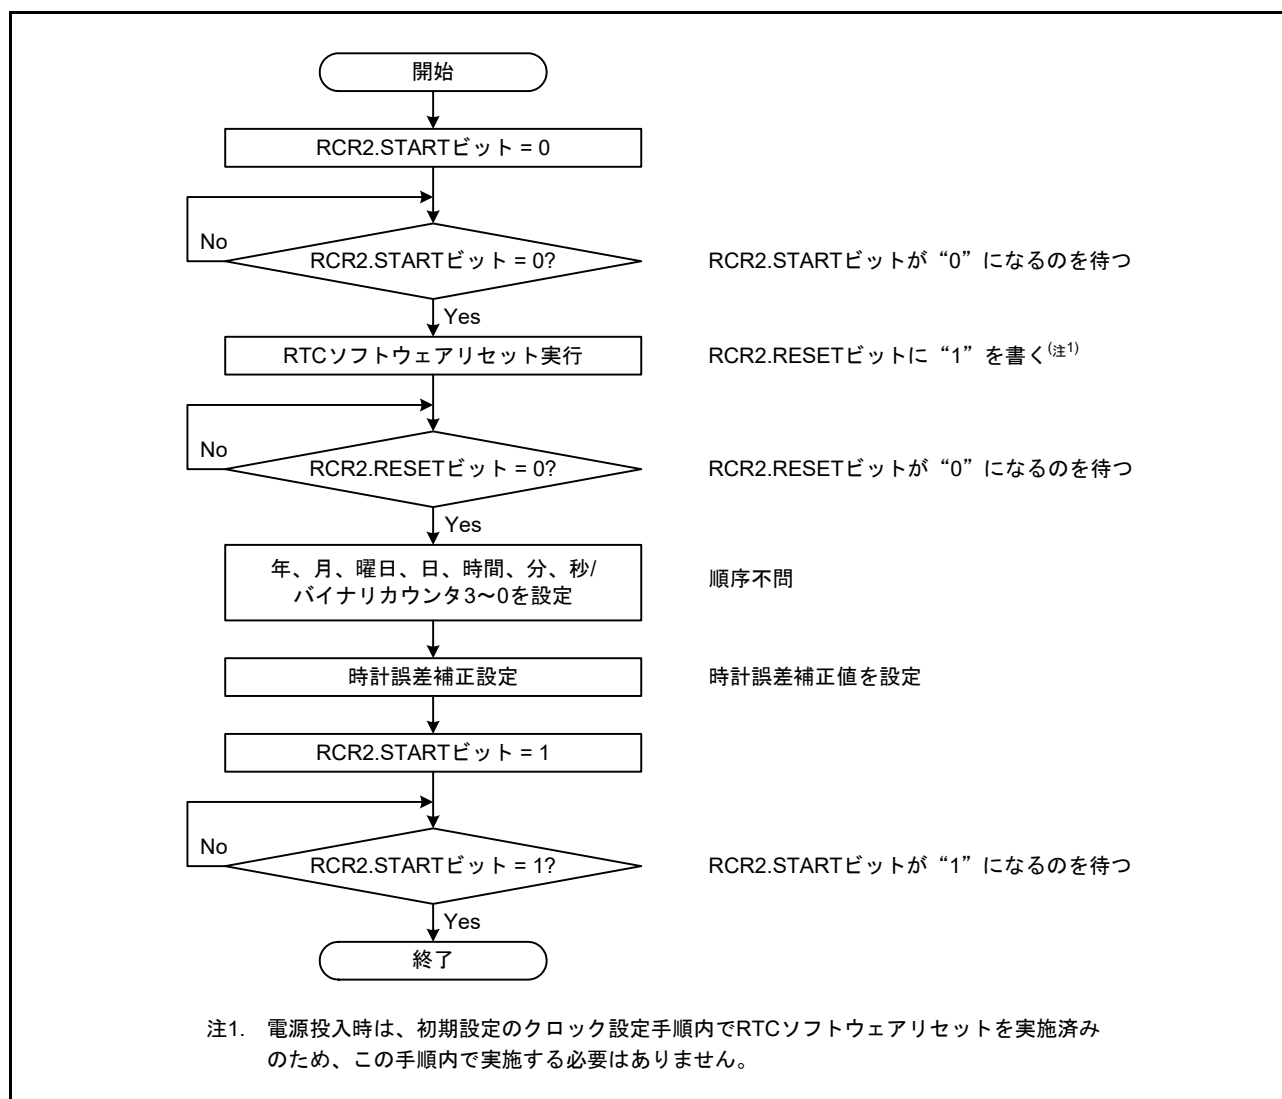 開始
RCR2.STARTビット = 0
No
RCR2.STARTビット = 0?
RCR2.STARTビットが“0”になるのを待つ
Yes
RTCソフトウェアリセット実行
RCR2.RESETビットに“1”を書く(注1)
No
RCR2.RESETビット = 0?
RCR2.RESETビットが“0”になるのを待つ
Yes
年、月、曜日、日、時間、分、秒/
バイナリカウンタ3～0を設定
順序不問
時計誤差補正設定
時計誤差補正値を設定
RCR2.STARTビット = 1
No
RCR2.STARTビット = 1?
RCR2.STARTビットが“1”になるのを待つ
Yes
終了
注1. 電源投入時は、初期設定のクロック設定手順内でRTCソフトウェアリセットを実施済み
のため、この手順内で実施する必要はありません。